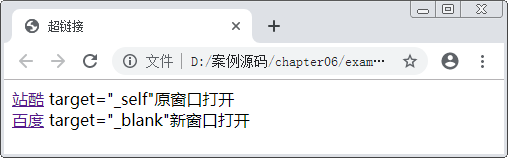 超链接
文件 | D:/案例源码/chapter06/exam...
站酷 target="_self"原窗口打开
百度 target="_blank"新窗口打开